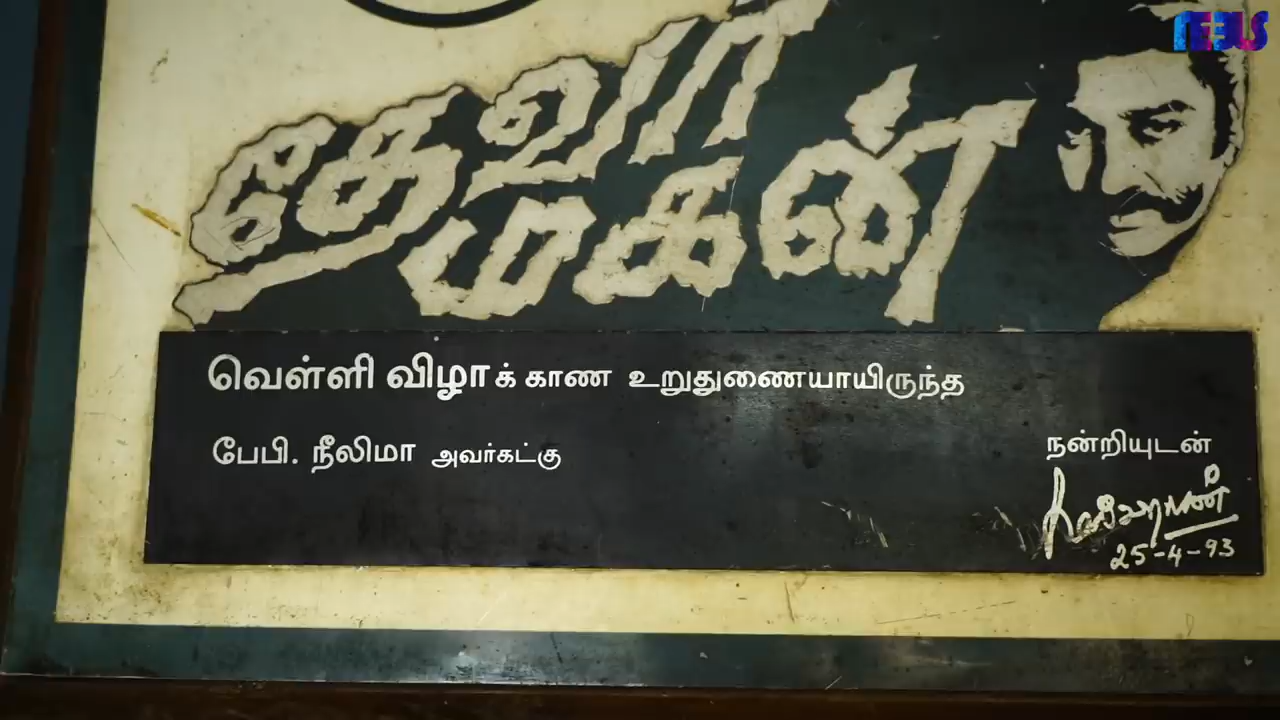 தேவர்
மகன்
வெள்ளி விழாக் காண உறுதுணையாயிருந்த
பேபி. நீலிமா அவர்கட்கு
நன்றியுடன்
25-4-93